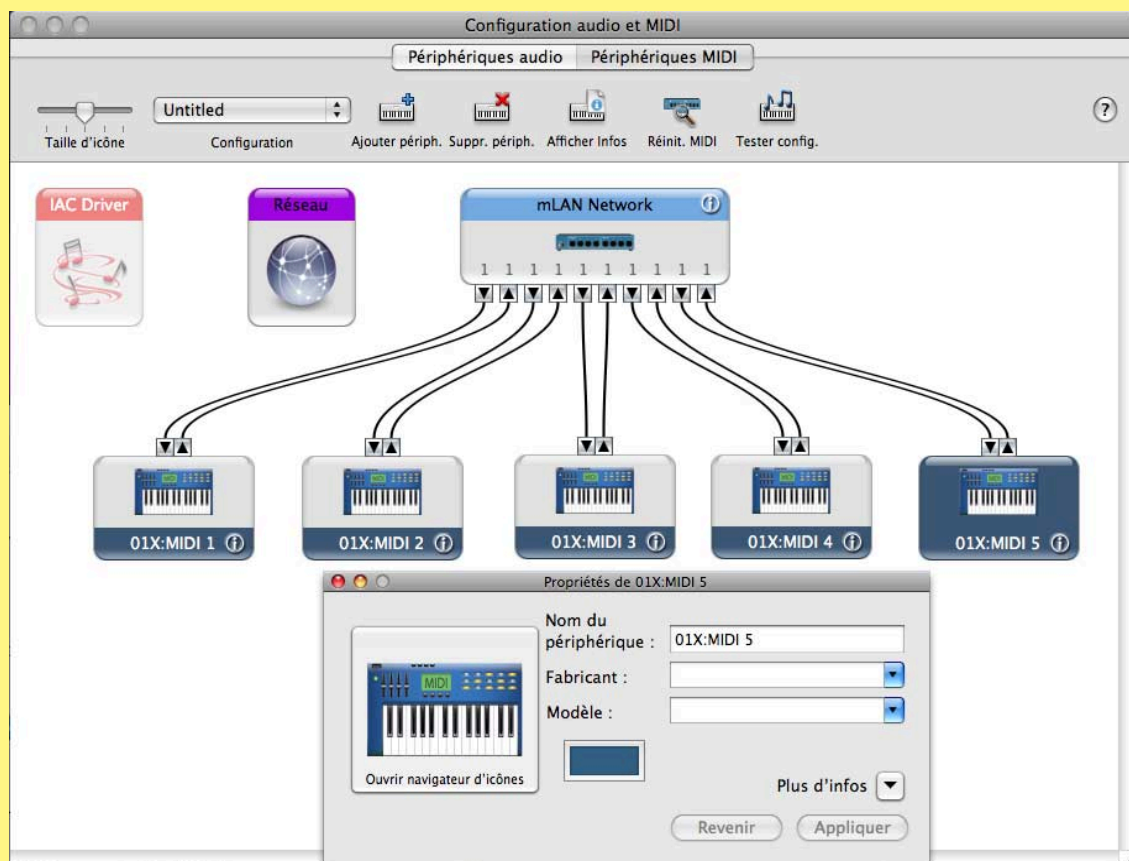 Configuration audio et MIDI
Périphériques audio Périphériques MIDI
Untitled
Taille d'icône Configuration Ajouter périph. Suppr. périph. Afficher Infos Réinit. MIDI Tester config. ?
IAC Driver Réseau mLAN Network
1 1 1 1 1 1 1 1 1 1
01X:MIDI 1 01X:MIDI 2 01X:MIDI 3 01X:MIDI 4 01X:MIDI 5
Propriétés de 01X:MIDI 5
Nom du
périphérique : 01X:MIDI 5
Fabricant :
MIDI
Modèle :
Ouvrir navigateur d'icônes
Plus d'infos
Revenir Appliquer